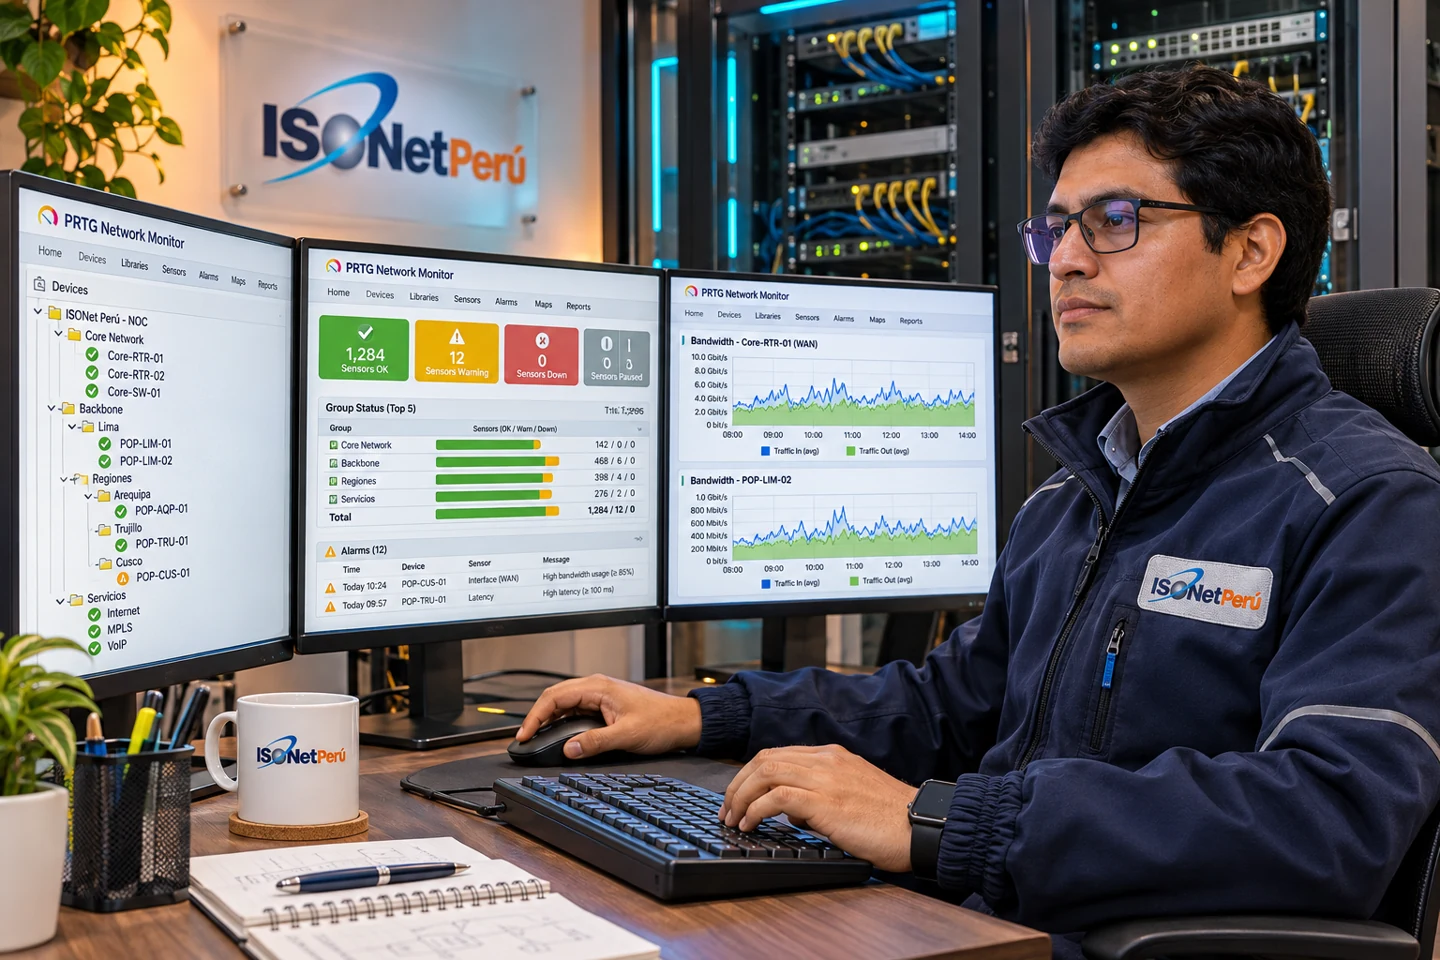 ISONetPerú
PRTG Network Monitor
Home Devices Libraries Sensors Alarms Maps Reports
Devices
ISONet Perú - NOC
Core Network
Core-RTR-01
Core-RTR-02
Core-SW-01
Backbone
Lima
POP-LIM-01
POP-LIM-02
Regiones
Arequipa
POP-AQP-01
Trujillo
POP-TRU-01
Cusco
POP-CUS-01
Servicios
Internet
MPLS
VoIP
PRTG Network Monitor
Home Devices Libraries Sensors Alarms Maps Reports
1,284 Sensors OK
12 Sensors Warning
0 Sensors Down
Sensors Paused
Group Status (Top 5)
Group Sensors (OK / Warn / Down)
Core Network 142 / 0 / 0
Backbone 468 / 6 / 0
Regiones 398 / 4 / 0
Servicios 276 / 2 / 0
Total 1,284 / 12 / 0
Alarms (12)
Time Device Sensor Message
Today 10:24 POP-CUS-01 Interface (WAN) High bandwidth usage (≥ 85%)
Today 09:57 POP-TRU-01 Latency High latency (≥ 100 ms)
PRTG Network Monitor
Home Devices Libraries Sensors Alarms Maps Reports
Bandwidth - Core-RTR-01 (WAN)
10.0 Gbit/s
8.0 Gbit/s
6.0 Gbit/s
4.0 Gbit/s
2.0 Gbit/s
0 bit/s
08:00 09:00 10:00 11:00 12:00 13:00 14:00
Traffic In (avg) Traffic Out (avg)
Bandwidth - POP-LIM-02
1.0 Gbit/s
800 Mbit/s
600 Mbit/s
400 Mbit/s
200 Mbit/s
0 bit/s
08:00 09:00 10:00 11:00 12:00 13:00 14:00
Traffic In (avg) Traffic Out (avg)
ISONetPerú
ISONetPerú